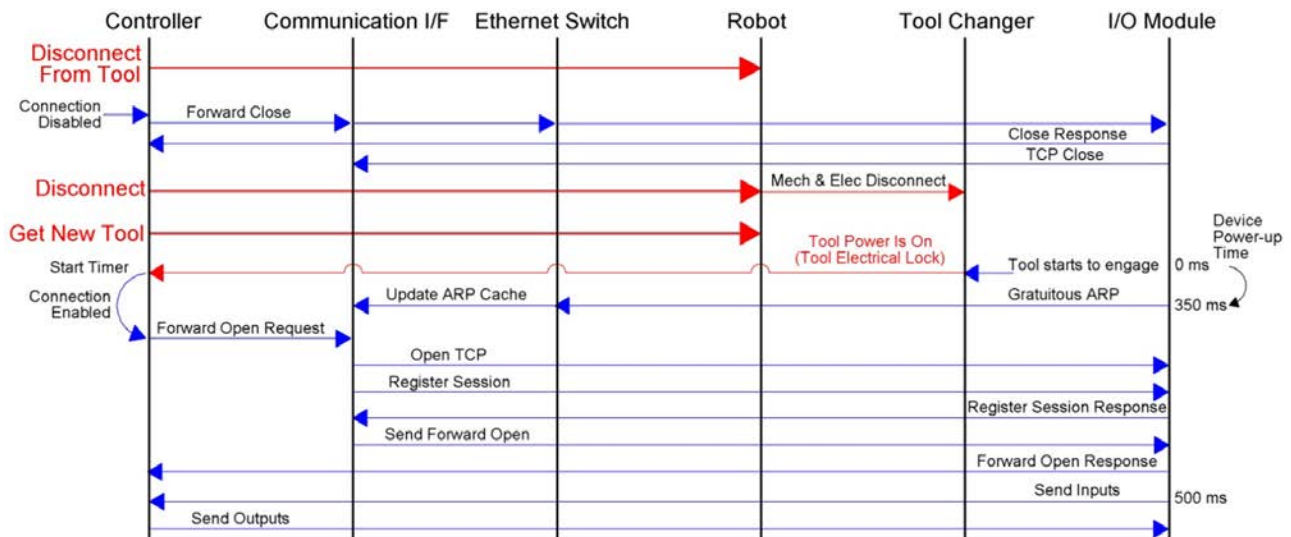 Controller
Communication I/F
Ethernet Switch
Robot
Tool Changer
I/O Module
Disconnect
From Tool
Connection
Disabled
Forward Close
Close Response
TCP Close
Disconnect
Mech & Elec Disconnect
Get New Tool
Device
Power-up
Time
Tool Power Is On
(Tool Electrical Lock)
Start Timer
Tool starts to engage
0 ms
Connection
Enabled
Update ARP Cache
Gratuitous ARP
350 ms
Forward Open Request
Open TCP
Register Session
Register Session Response
Send Forward Open
Forward Open Response
Send Inputs
500 ms
Send Outputs